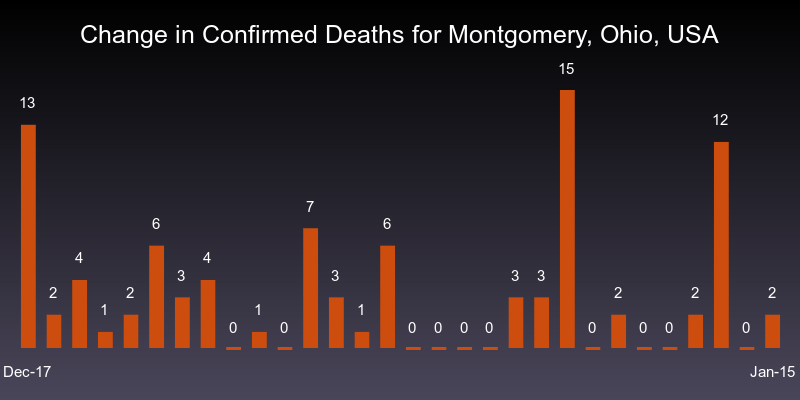 Change in Confirmed Deaths for Montgomery, Ohio, USA
13 2 4 1 2 6 3 4 0 1 0 7 3 1 6 0 0 0 0 3 3 15 0 2 0 0 2 12 0 2
Dec-17 Jan-15